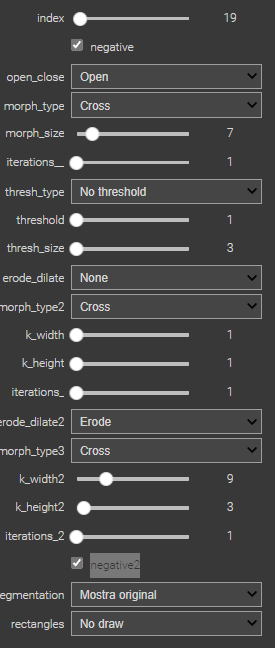 index 19
negative
open_close Open
morph_type Cross
morph_size 7
iterations__ 1
thresh_type No threshold
threshold 1
thresh_size 3
erode_dilate None
morph_type2 Cross
k_width 1
k_height 1
iterations_ 1
erode_dilate2 Erode
morph_type3 Cross
k_width2 9
k_height2 3
iterations_2 1
negative2
egmentation Mostra original
rectangles No draw